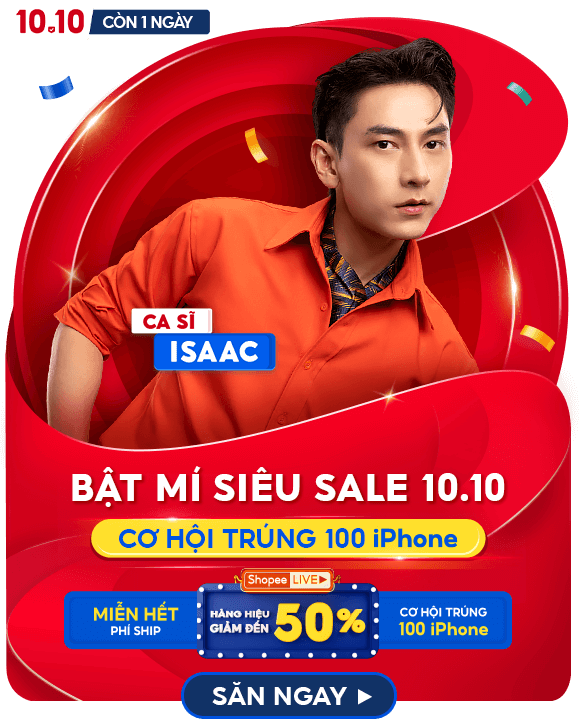 10.10 CÒN 1 NGÀY
CA SĨ
ISAAC
BẬT MÍ SIÊU SALE 10.10
CƠ HỘI TRÚNG 100 iPhone
Shopee LIVE
MIỄN HẾT
PHÍ SHIP
HÀNG HIỆU
GIẢM ĐẾN
50%
CƠ HỘI TRÚNG
100 iPhone
SĂN NGAY